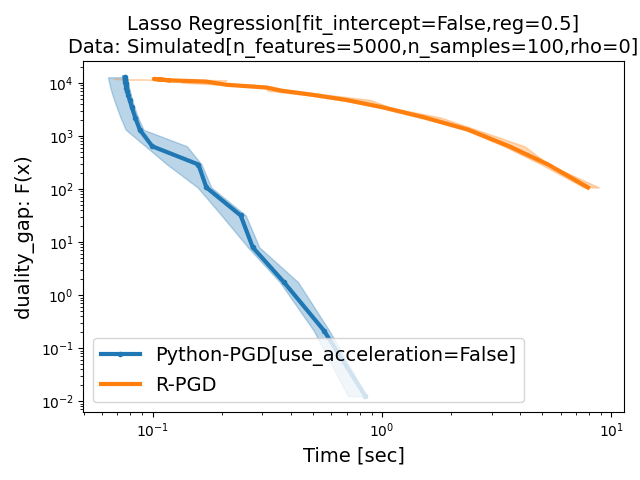 Lasso Regression[fit_intercept=False,reg=0.5]
Data: Simulated[n_features=5000,n_samples=100,rho=0]
duality_gap: F(x)
10⁴
10³
10²
10¹
10⁰
10⁻¹
10⁻²
Python-PGD[use_acceleration=False]
R-PGD
10⁻¹ 10⁰ 10¹
Time [sec]